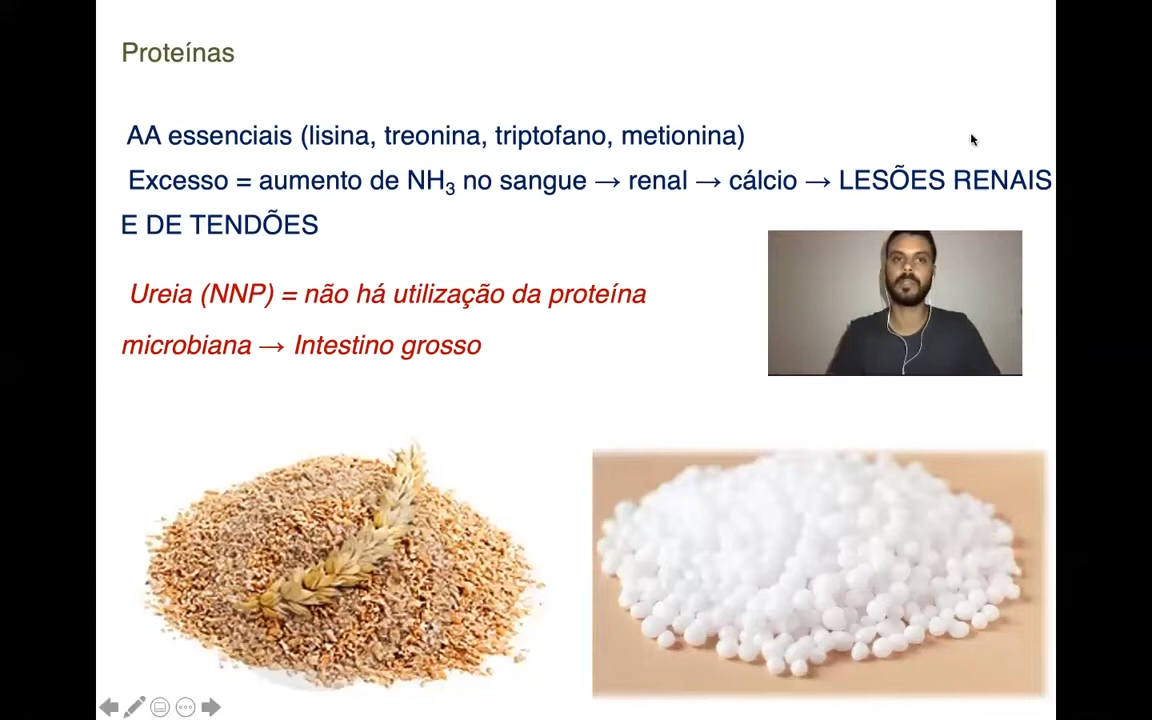 Proteínas
AA essenciais (lisina, treonina, triptofano, metionina)
Excesso = aumento de NH₃ no sangue → renal → cálcio → LESÕES RENAIS
E DE TENDÕES
Ureia (NNP) = não há utilização da proteína
microbiana → Intestino grosso